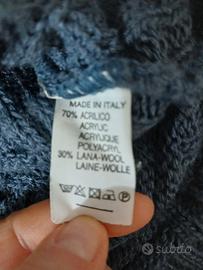 MADE IN ITALY
70% ACRILICO
ACRYLIC
ACRYLIQUE
POLYACRYL
30% LANA-WOOL
LAINE-WOLLE
subito